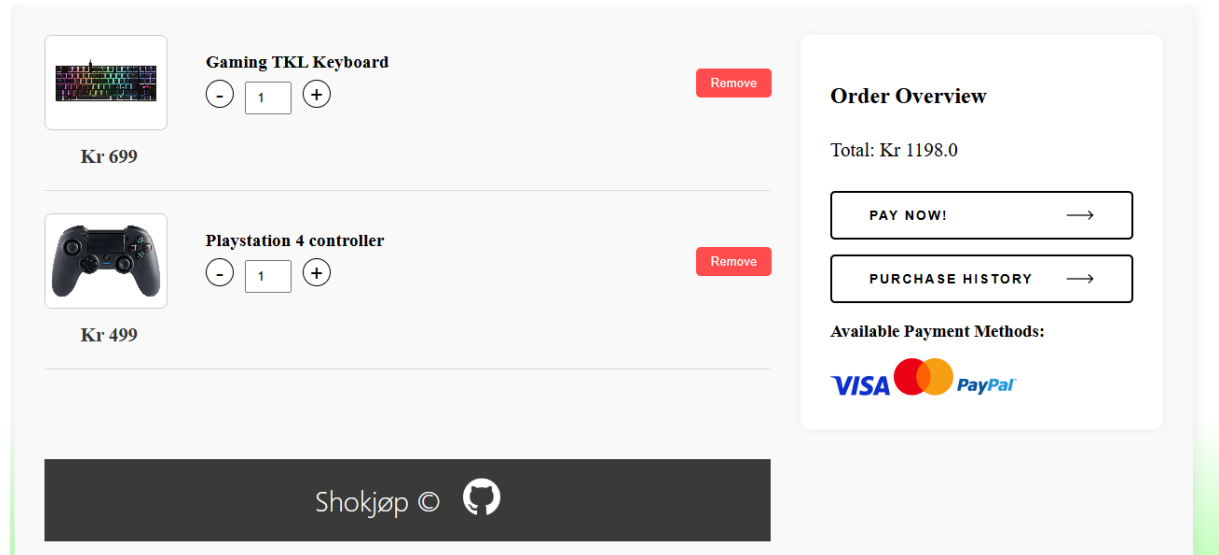 Gaming TKL Keyboard
- 1 +
Remove
Kr 699
Playstation 4 controller
- 1 +
Remove
Kr 499
Order Overview
Total: Kr 1198.0
PAY NOW!
PURCHASE HISTORY
Available Payment Methods:
VISA PayPal
Shokjøp ©